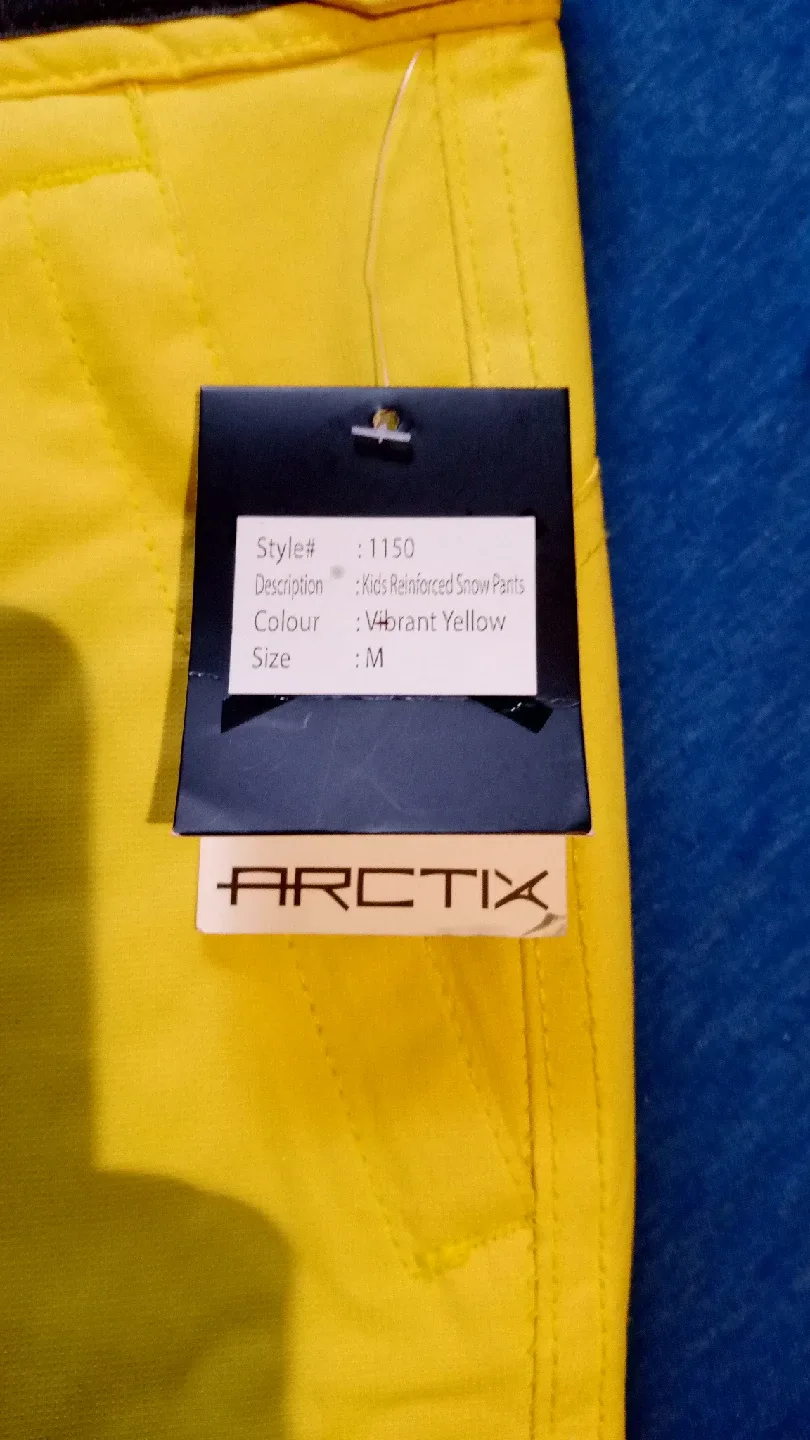 Style# : 1150
Description : Kids Reinforced Snow Pants
Colour : Vibrant Yellow
Size : M
ARCTIX